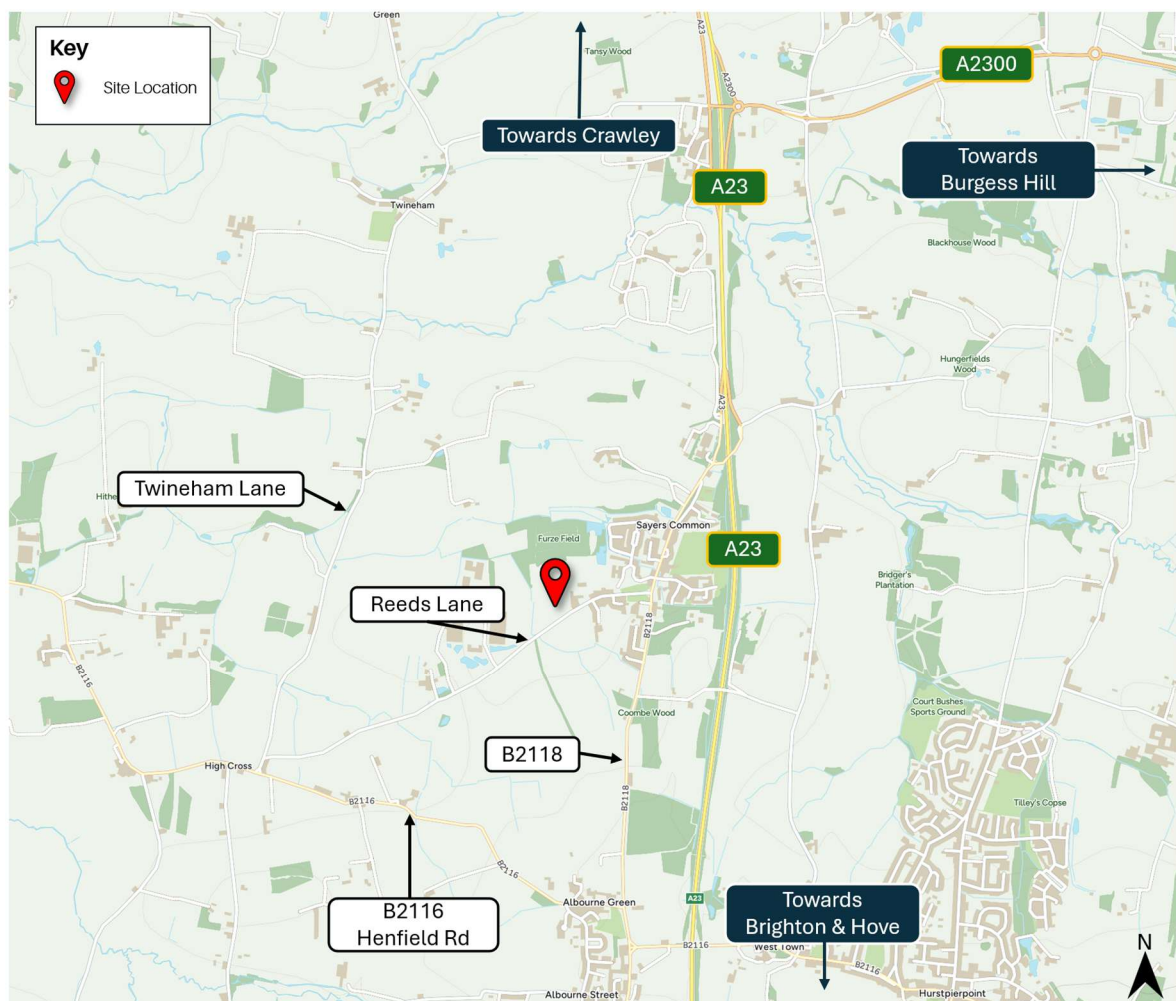 Green
Key
Site Location
Tansy Wood
A23
A2300
A2300
Towards Crawley
Towards
Burgess Hill
A23
Twineham
Blackhouse Wood
Hungerfields
Wood
A23
Twineham Lane
Sayers Common
Furze Field
A23
Bridger's
Plantation
Reeds Lane
B2118
B2116
Court Bushes
Sports Ground
Coombe Wood
B2118
High Cross
B2116
B2118
Tilley's Copse
B2116
Albourne Green
A23
Towards
Brighton & Hove
B2116
Henfield Rd
B2116
West Town
B2116
N
Albourne Street
Hurstpierpoint